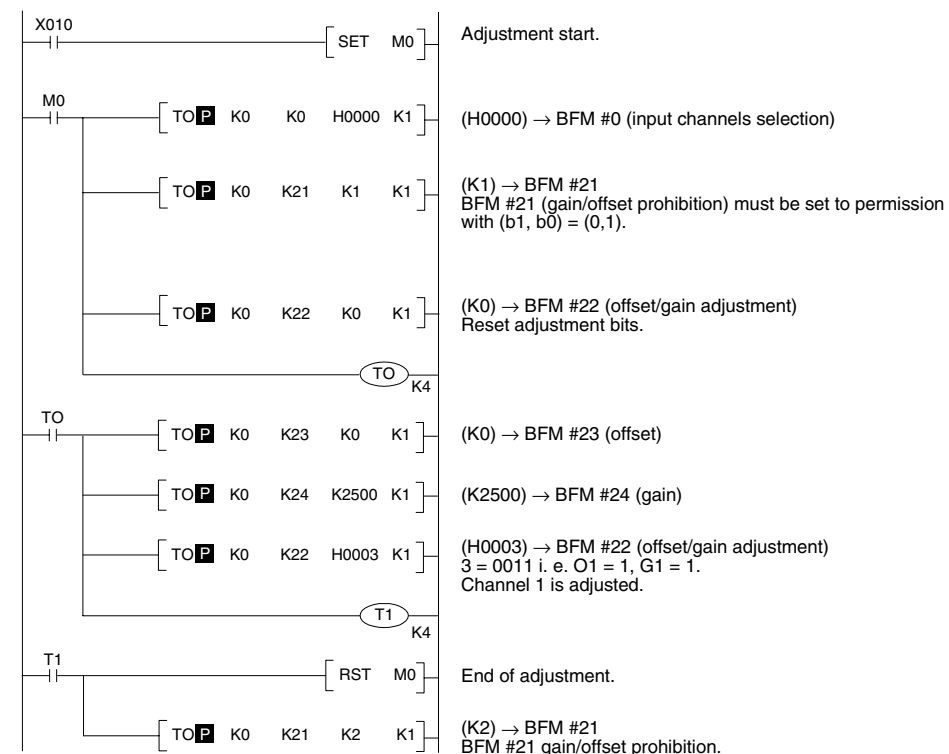 X010
SET M0
Adjustment start.
M0
TO P K0 K0 H0000 K1
(H0000) → BFM #0 (input channels selection)
TO P K0 K21 K1 K1
(K1) → BFM #21
BFM #21 (gain/offset prohibition) must be set to permission
with (b1, b0) = (0,1).
TO P K0 K22 K0 K1
(K0) → BFM #22 (offset/gain adjustment)
Reset adjustment bits.
TO
K4
TO
TO P K0 K23 K0 K1
(K0) → BFM #23 (offset)
TO P K0 K24 K2500 K1
(K2500) → BFM #24 (gain)
TO P K0 K22 H0003 K1
(H0003) → BFM #22 (offset/gain adjustment)
3 = 0011 i. e. O1 = 1, G1 = 1.
Channel 1 is adjusted.
T1
K4
T1
RST M0
End of adjustment.
TO P K0 K21 K2 K1
(K2) → BFM #21
BFM #21 gain/offset prohibition.